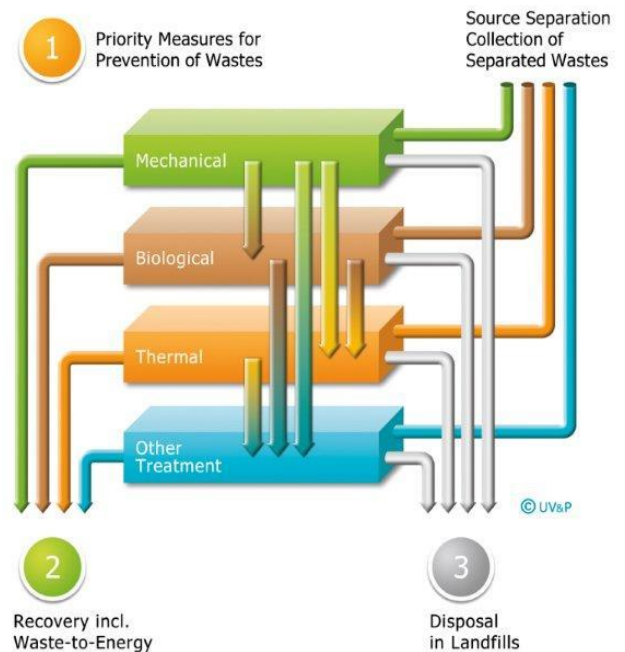 1
Priority Measures for
Prevention of Wastes
Source Separation
Collection of
Separated Wastes
Mechanical
Biological
Thermal
Other
Treatment
© UV&P
2
Recovery incl.
Waste-to-Energy
3
Disposal
in Landfills